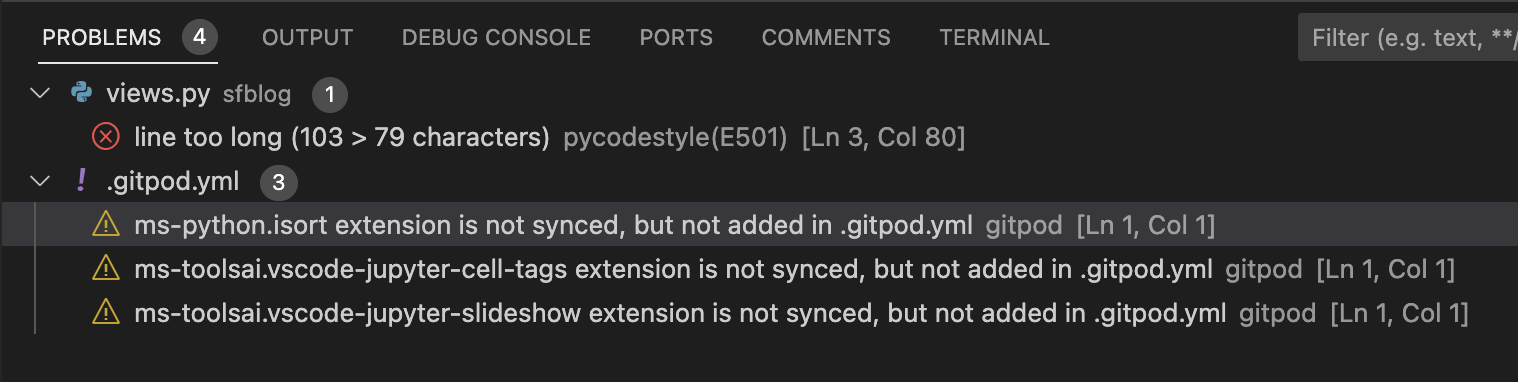 PROBLEMS 4 OUTPUT DEBUG CONSOLE PORTS COMMENTS TERMINAL Filter (e.g. text, **/
views.py sfblog 1
line too long (103 > 79 characters) pycodestyle(E501) [Ln 3, Col 80]
! .gitpod.yml 3
ms-python.isort extension is not synced, but not added in .gitpod.yml gitpod [Ln 1, Col 1]
ms-toolsai.vscode-jupyter-cell-tags extension is not synced, but not added in .gitpod.yml gitpod [Ln 1, Col 1]
ms-toolsai.vscode-jupyter-slideshow extension is not synced, but not added in .gitpod.yml gitpod [Ln 1, Col 1]